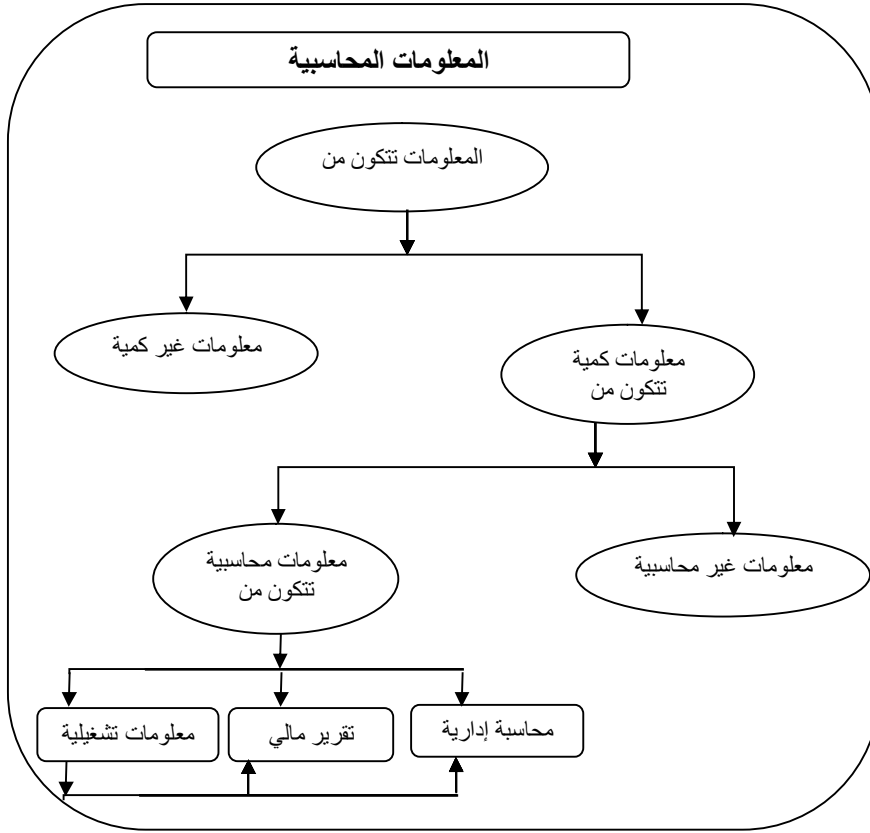 المعلومات المحاسبية
المعلومات تتكون من
معلومات كمية
تتكون من
معلومات غير كمية
معلومات غير محاسبية
معلومات محاسبية
تتكون من
محاسبة إدارية
تقرير مالي
معلومات تشغيلية